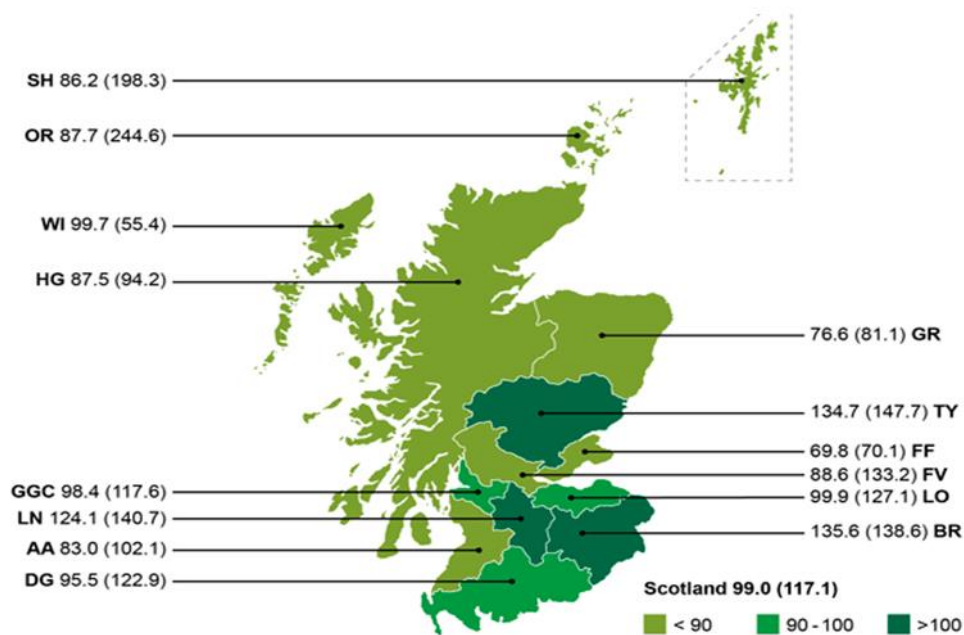 SH 86.2 (198.3)
OR 87.7 (244.6)
WI 99.7 (55.4)
HG 87.5 (94.2)
76.6 (81.1) GR
134.7 (147.7) TY
69.8 (70.1) FF
88.6 (133.2) FV
GGC 98.4 (117.6)
99.9 (127.1) LO
LN 124.1 (140.7)
135.6 (138.6) BR
AA 83.0 (102.1)
DG 95.5 (122.9)
Scotland 99.0 (117.1)
< 90 90 - 100 >100